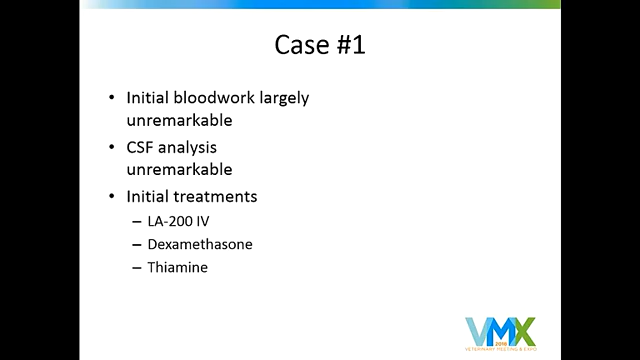 Case #1
• Initial bloodwork largely
unremarkable
• CSF analysis
unremarkable
• Initial treatments
– LA-200 IV
– Dexamethasone
– Thiamine
VMX
2018
VETERINARY MEETING & EXPO